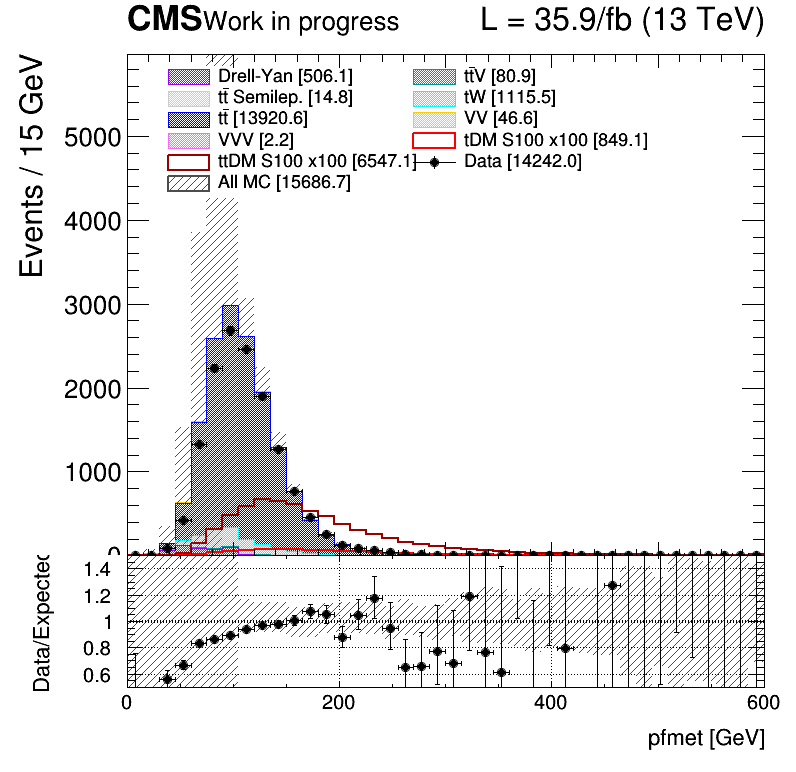 CMS Work in progress L = 35.9/fb (13 TeV)
Events / 15 GeV
Drell-Yan [506.1] tt̄V [80.9]
tt̄ Semilep. [14.8] tW [1115.5]
tt̄ [13920.6] VV [46.6]
VVV [2.2] tDM S100 x100 [849.1]
ttDM S100 x100 [6547.1] Data [14242.0]
All MC [15686.7]
5000
4000
3000
2000
1000
0
Data/Expected
1.4
1.2
1
0.8
0.6
0 200 400 600
pfmet [GeV]